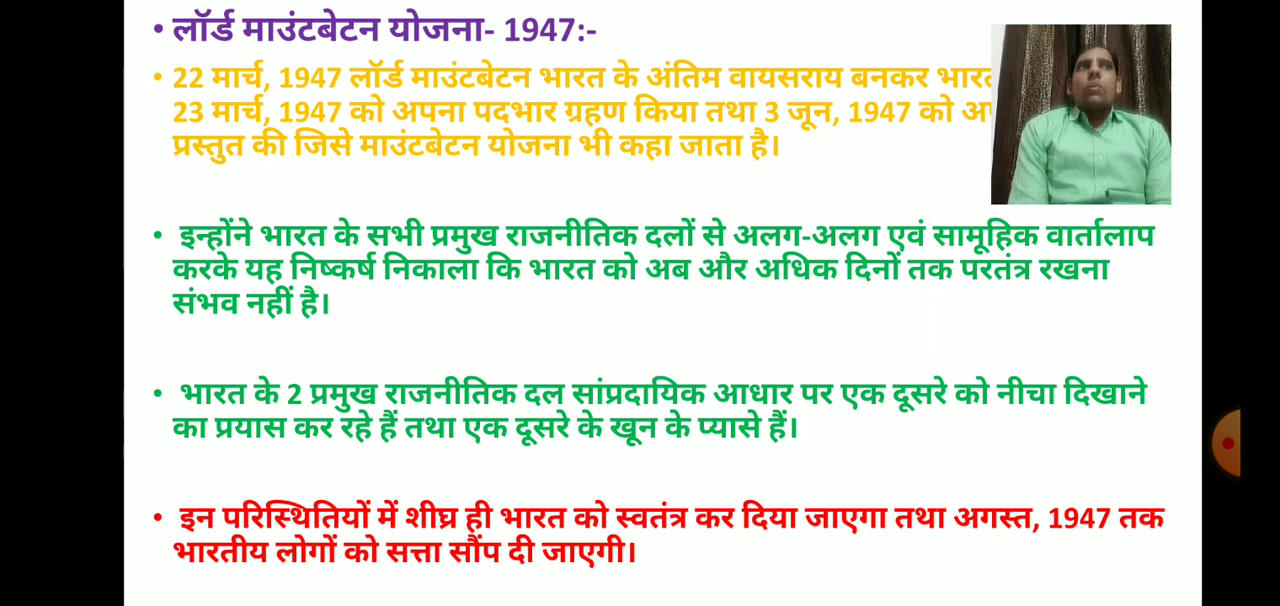 • लॉर्ड माउंटबेटन योजना- 1947:-
• 22 मार्च, 1947 लॉर्ड माउंटबेटन भारत के अंतिम वायसराय बनकर
23 मार्च, 1947 को अपना पदभार ग्रहण किया तथा 3 जून, 1947 को
प्रस्तुत की जिसे माउंटबेटन योजना भी कहा जाता है।
• इन्होंने भारत के सभी प्रमुख राजनीतिक दलों से अलग-अलग एवं सामूहिक वार्तालाप
करके यह निष्कर्ष निकाला कि भारत को अब और अधिक दिनों तक परतंत्र रखना
संभव नहीं है।
• भारत के 2 प्रमुख राजनीतिक दल सांप्रदायिक आधार पर एक दूसरे को नीचा दिखाने
का प्रयास कर रहे हैं तथा एक दूसरे के खून के प्यासे हैं।
• इन परिस्थितियों में शीघ्र ही भारत को स्वतंत्र कर दिया जाएगा तथा अगस्त, 1947 तक
भारतीय लोगों को सत्ता सौंप दी जाएगी।